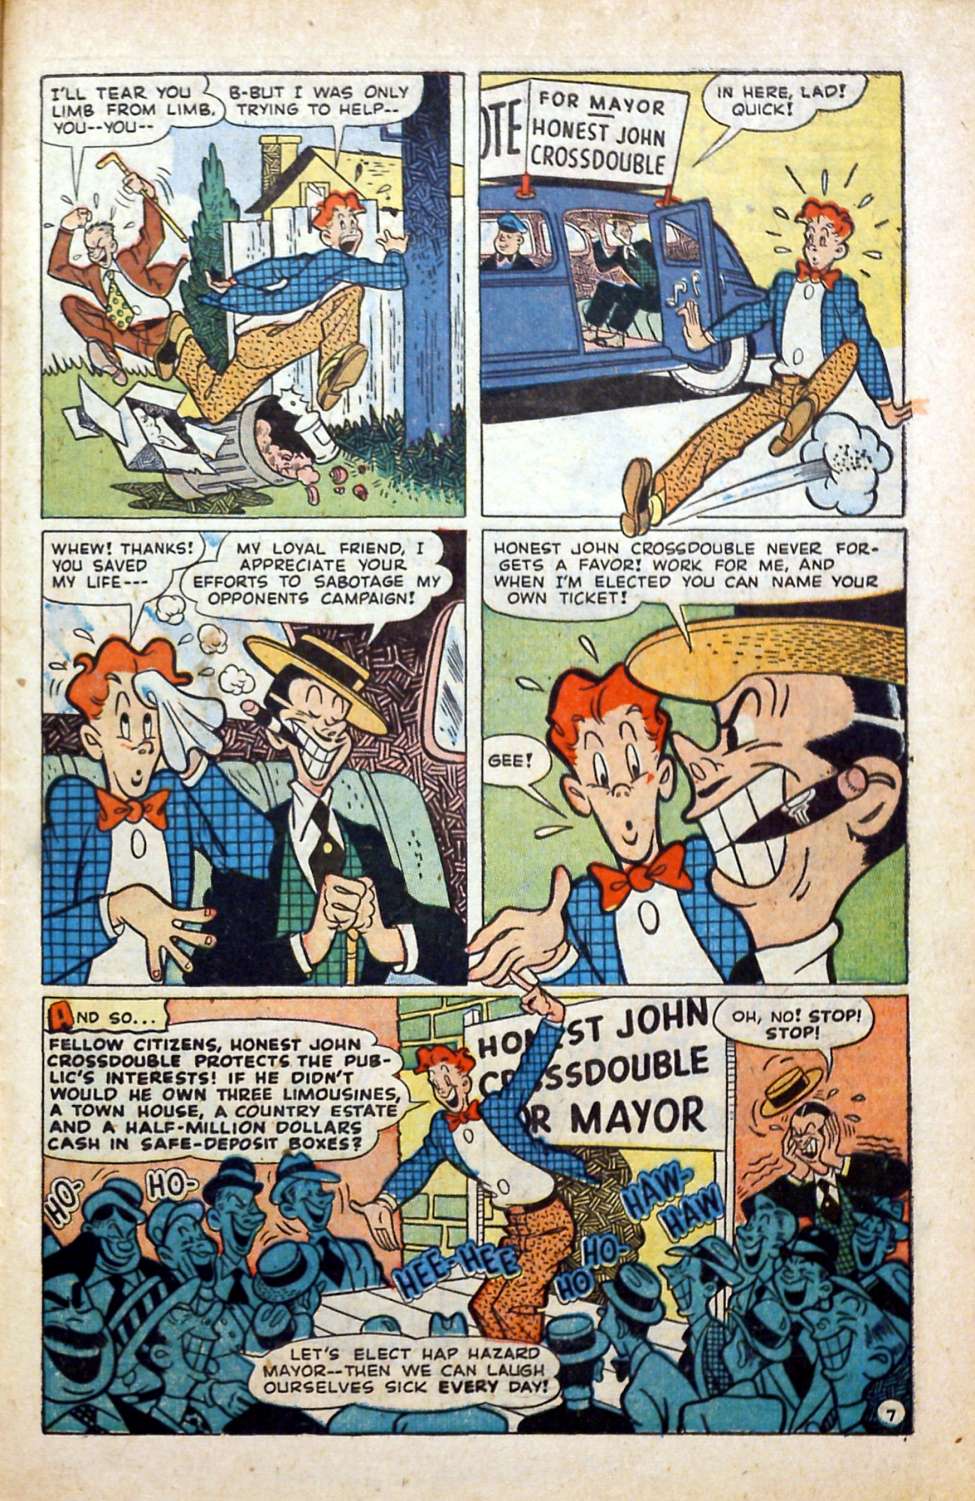 I'LL TEAR YOU
LIMB FROM LIMB,
YOU--YOU--
B-BUT I WAS ONLY
TRYING TO HELP--
OTE
FOR MAYOR
HONEST JOHN
CROSSDOUBLE
IN HERE, LAD!
QUICK!
WHEW! THANKS!
YOU SAVED
MY LIFE---
MY LOYAL FRIEND, I
APPRECIATE YOUR
EFFORTS TO SABOTAGE MY
OPPONENTS CAMPAIGN!
HONEST JOHN CROSSDOUBLE NEVER FOR-
GETS A FAVOR! WORK FOR ME, AND
WHEN I'M ELECTED YOU CAN NAME YOUR
OWN TICKET!
GEE!
AND SO...
FELLOW CITIZENS, HONEST JOHN
CROSSDOUBLE PROTECTS THE PUB-
LIC'S INTERESTS! IF HE DIDN'T
WOULD HE OWN THREE LIMOUSINES,
A TOWN HOUSE, A COUNTRY ESTATE
AND A HALF-MILLION DOLLARS
CASH IN SAFE-DEPOSIT BOXES?
HO ST JOHN
C SSDOUBLE
OR MAYOR
OH, NO! STOP!
STOP!
HO-
HO-
HEE-HEE
HO-
HO
HAW-
HAW
LET'S ELECT HAP HAZARD
MAYOR--THEN WE CAN LAUGH
OURSELVES SICK EVERY DAY!
7